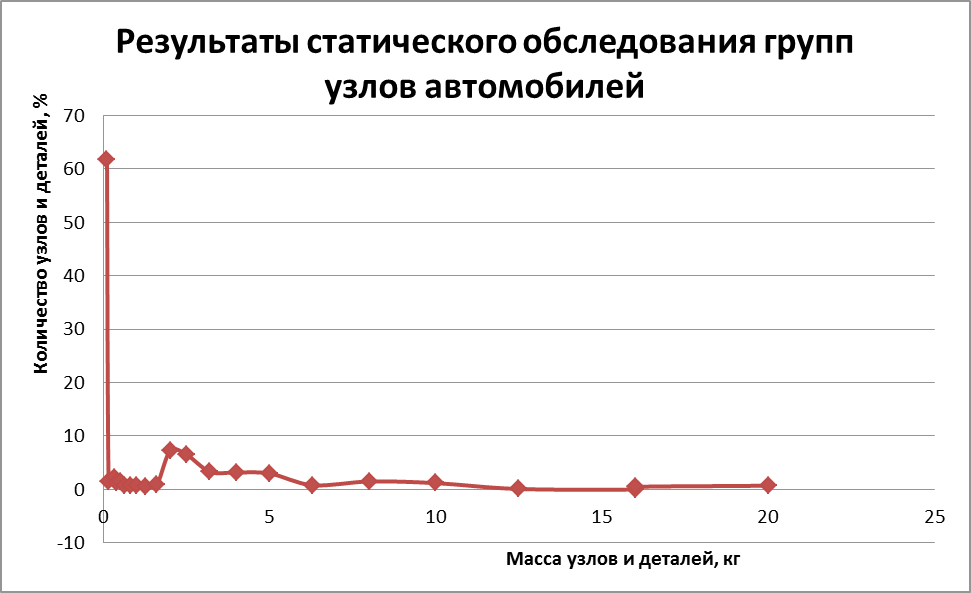 Результаты статического обследования групп
узлов автомобилей
Количество узлов и деталей, %
70
60
50
40
30
20
10
0
-10
0 5 10 15 20 25
Масса узлов и деталей, кг